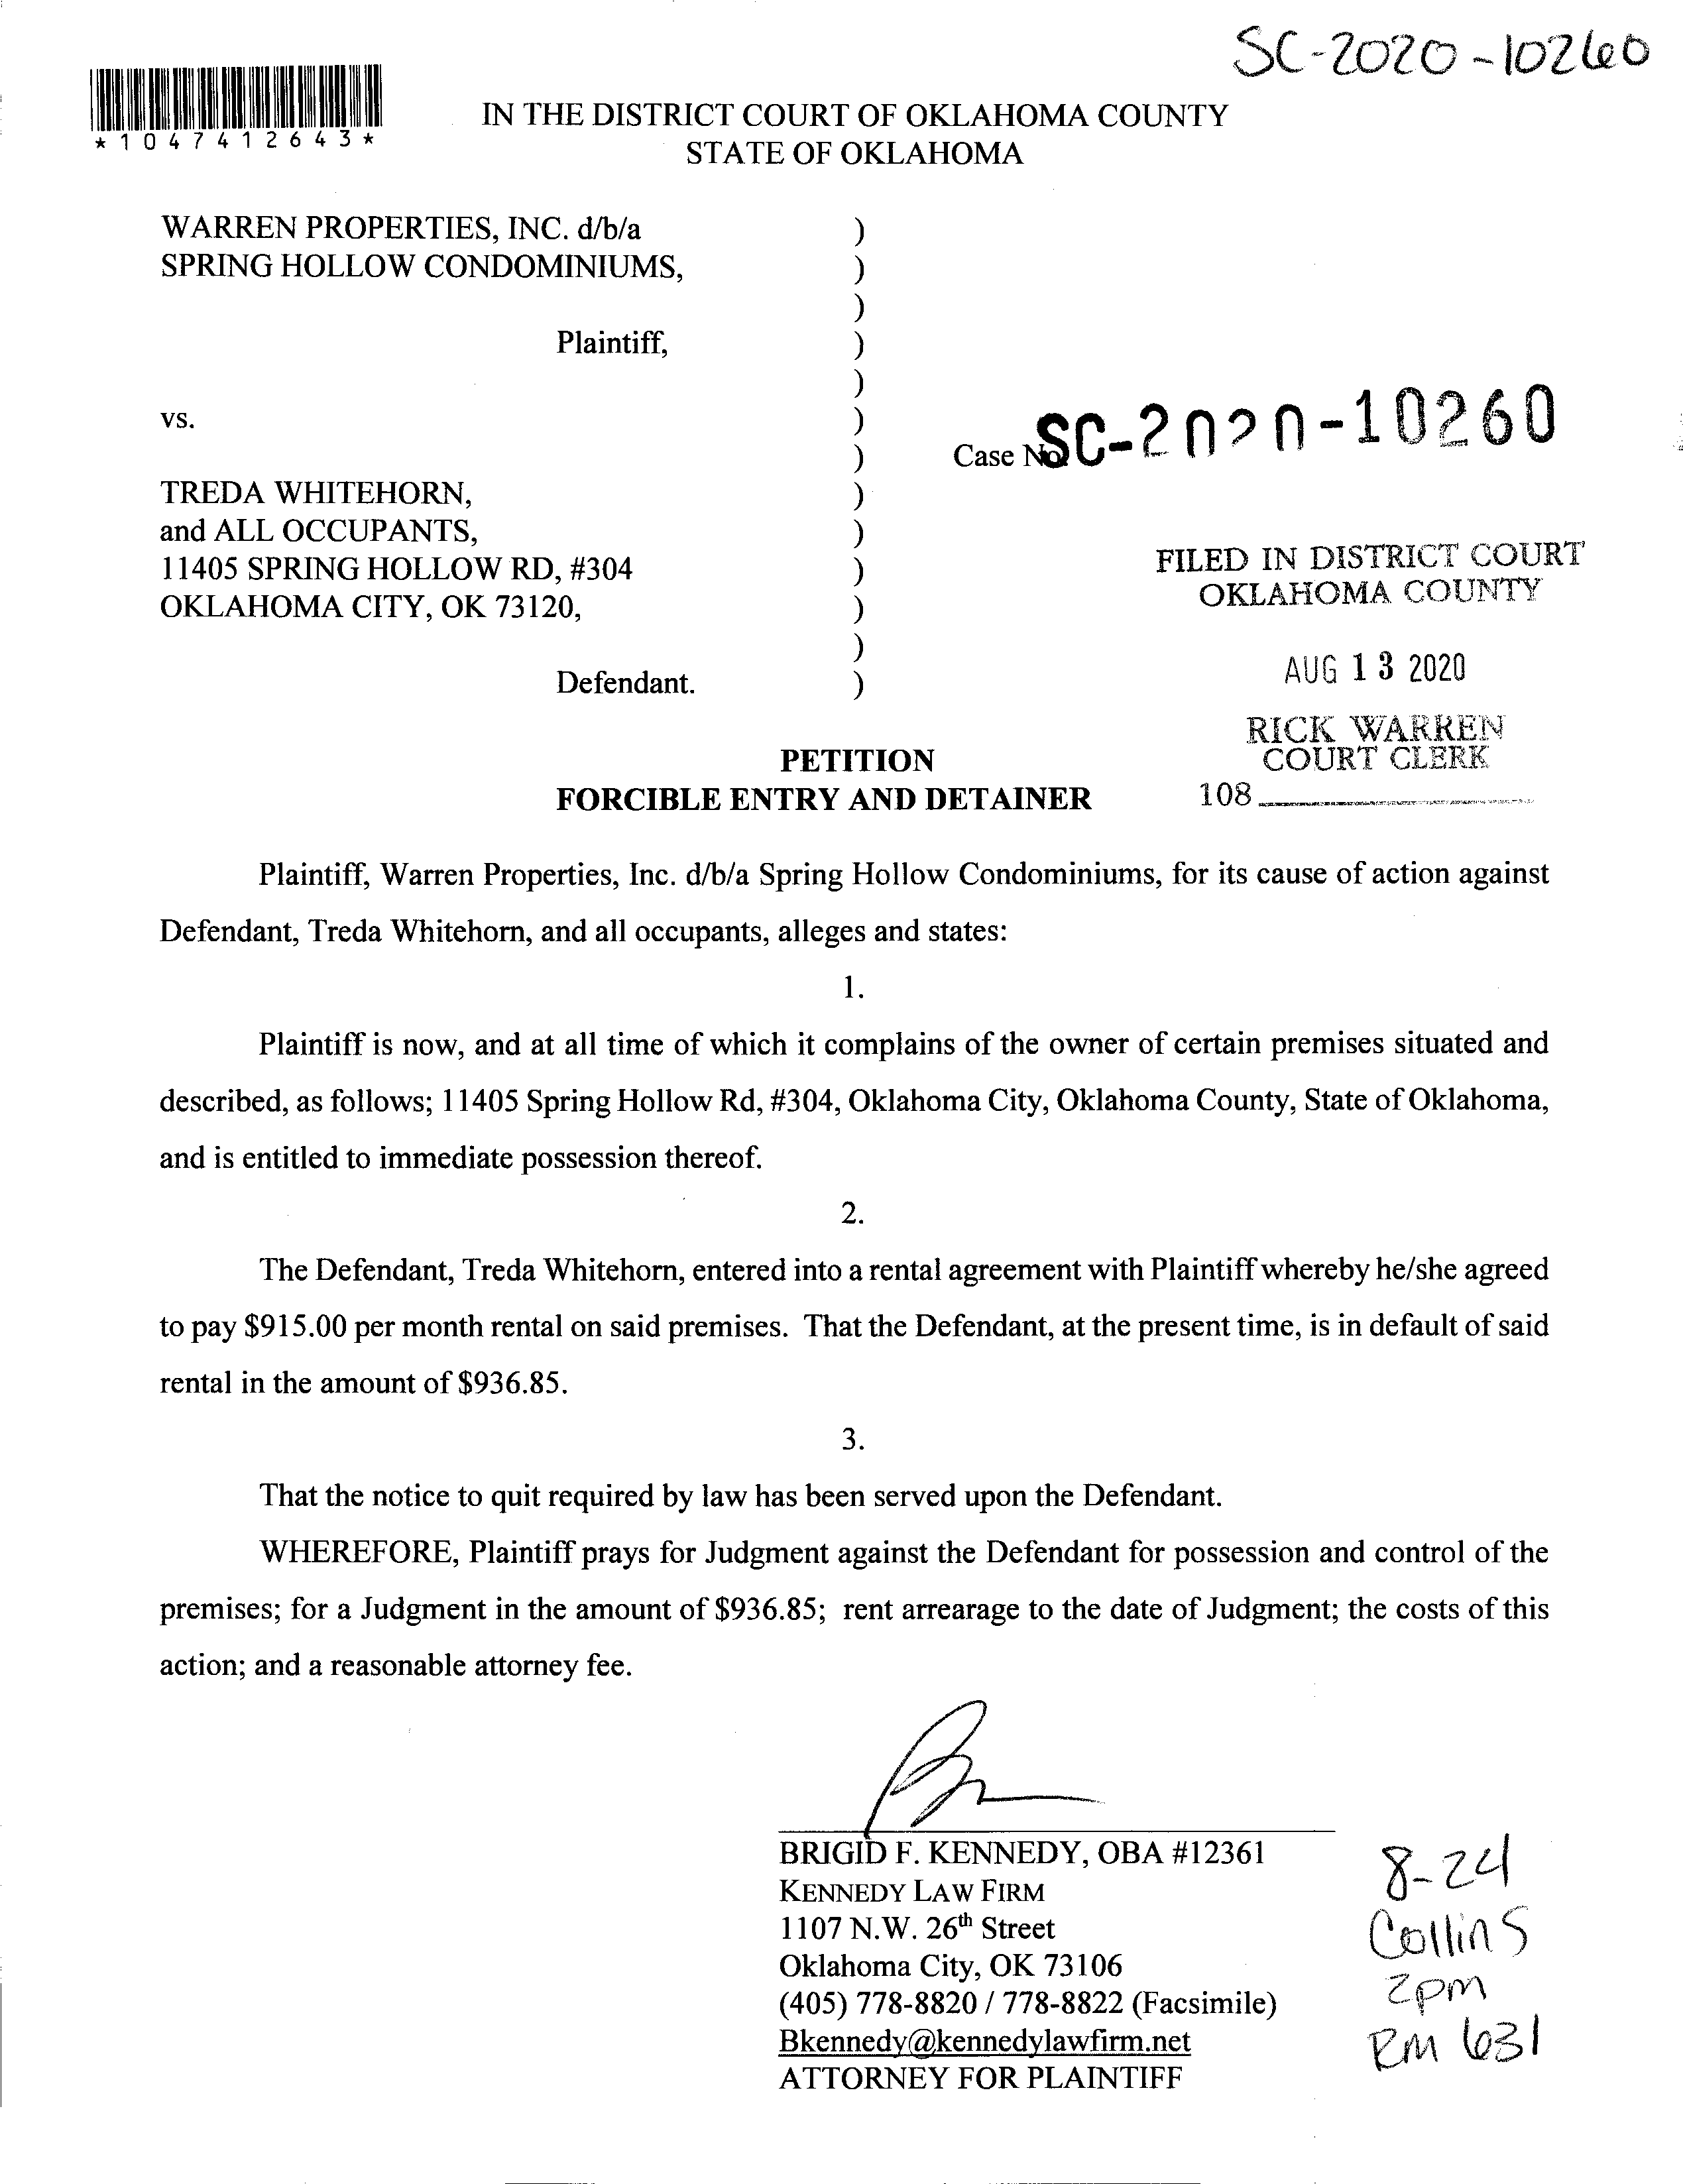 SC-2020-10260
*1047412643*
IN THE DISTRICT COURT OF OKLAHOMA COUNTY
STATE OF OKLAHOMA
WARREN PROPERTIES, INC. d/b/a )
SPRING HOLLOW CONDOMINIUMS, )
)
Plaintiff, )
)
vs. )
) Case No. SC-2020-10260
TREDA WHITEHORN, )
and ALL OCCUPANTS, )
11405 SPRING HOLLOW RD, #304 )
OKLAHOMA CITY, OK 73120, )
)
Defendant. )
FILED IN DISTRICT COURT
OKLAHOMA COUNTY
AUG 13 2020
RICK WARREN
COURT CLERK
108
PETITION
FORCIBLE ENTRY AND DETAINER
Plaintiff, Warren Properties, Inc. d/b/a Spring Hollow Condominiums, for its cause of action against
Defendant, Treda Whitehorn, and all occupants, alleges and states:
1.
Plaintiff is now, and at all time of which it complains of the owner of certain premises situated and
described, as follows; 11405 Spring Hollow Rd, #304, Oklahoma City, Oklahoma County, State of Oklahoma,
and is entitled to immediate possession thereof.
2.
The Defendant, Treda Whitehorn, entered into a rental agreement with Plaintiff whereby he/she agreed
to pay $915.00 per month rental on said premises. That the Defendant, at the present time, is in default of said
rental in the amount of $936.85.
3.
That the notice to quit required by law has been served upon the Defendant.
WHEREFORE, Plaintiff prays for Judgment against the Defendant for possession and control of the
premises; for a Judgment in the amount of $936.85; rent arrearage to the date of Judgment; the costs of this
action; and a reasonable attorney fee.
BRIGID F. KENNEDY, OBA #12361
KENNEDY LAW FIRM
1107 N.W. 26th Street
Oklahoma City, OK 73106
(405) 778-8820 / 778-8822 (Facsimile)
Bkennedy@kennedylawfirm.net
ATTORNEY FOR PLAINTIFF
8-24
Collins
2pm
RM 631